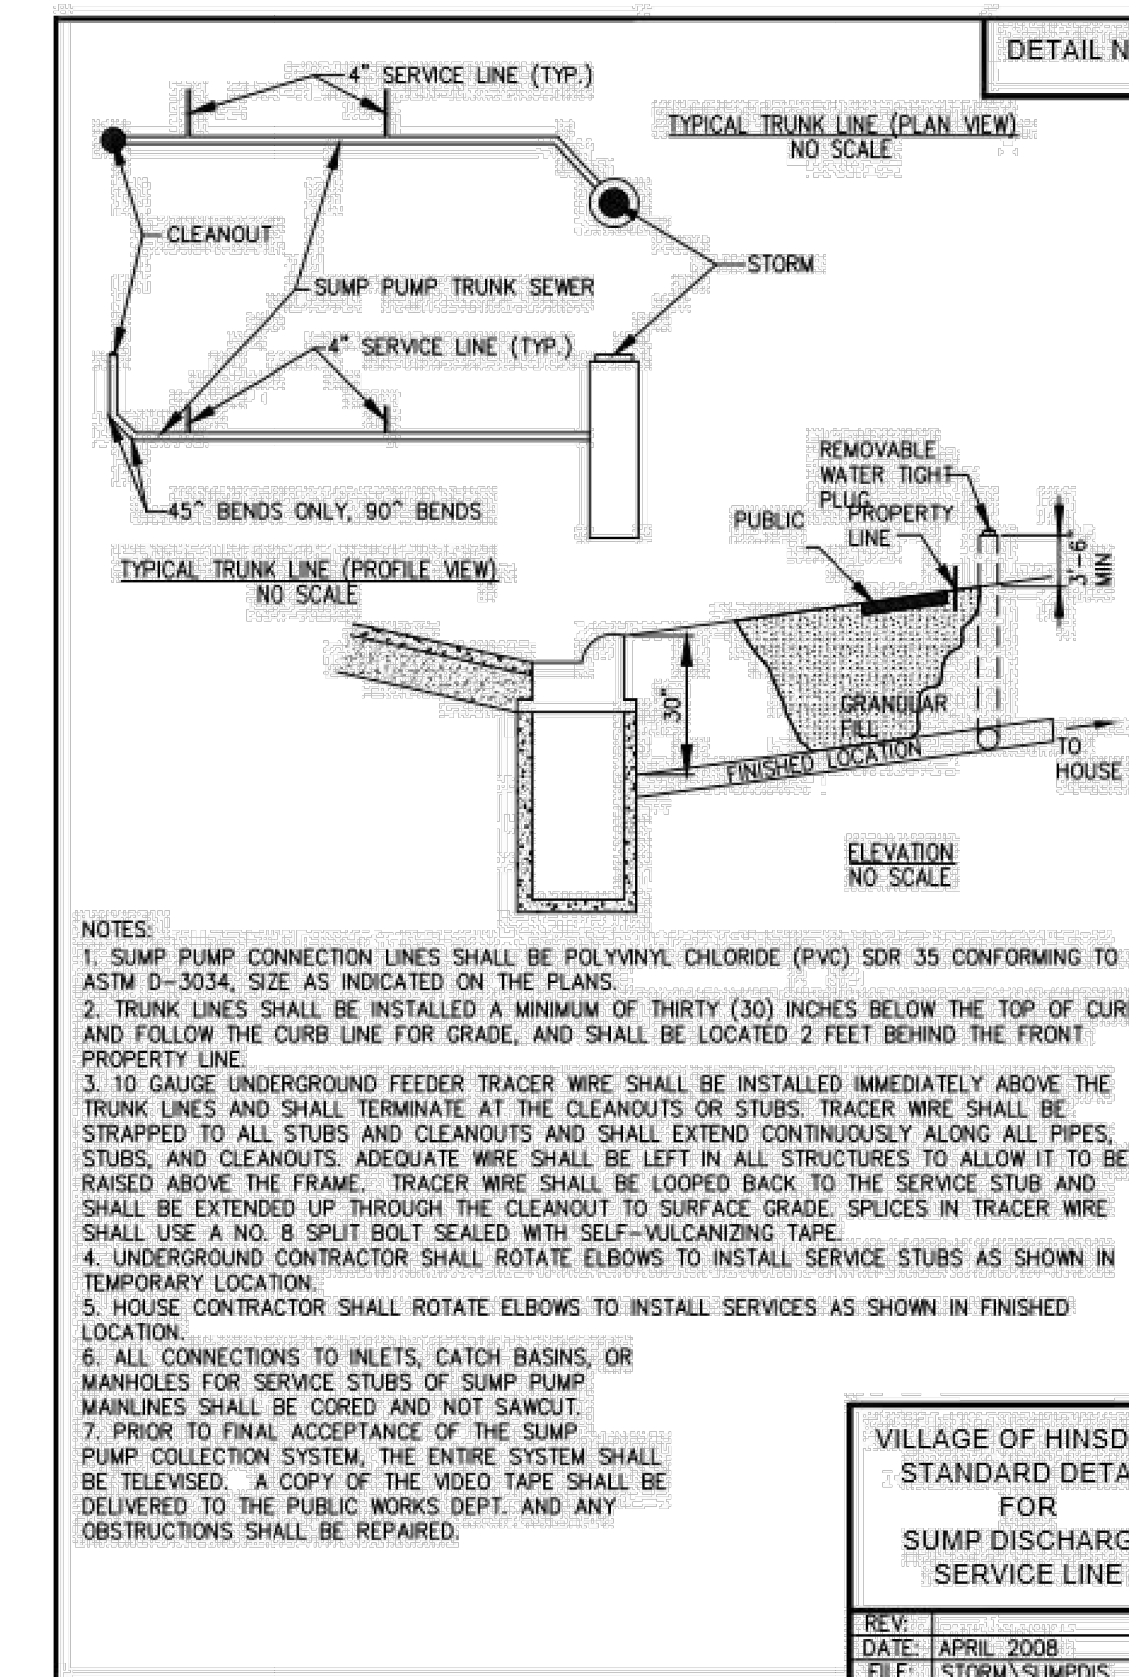 DETAIL N
4" SERVICE LINE (TYP.)
TYPICAL TRUNK LINE (PLAN VIEW)
NO SCALE
CLEANOUT
STORM
SUMP PUMP TRUNK SEWER
4" SERVICE LINE (TYP.)
45^ BENDS ONLY, 90^ BENDS
TYPICAL TRUNK LINE (PROFILE VIEW)
NO SCALE
REMOVABLE
WATER TIGHT
PLUG
PUBLIC
PROPERTY
LINE
3'-6"
MIN
30"
GRANULAR
FILL
FINISHED LOCATION
TO
HOUSE
ELEVATION
NO SCALE
NOTES:
1. SUMP PUMP CONNECTION LINES SHALL BE POLYVINYL CHLORIDE (PVC) SDR 35 CONFORMING TO
ASTM D-3034, SIZE AS INDICATED ON THE PLANS.
2. TRUNK LINES SHALL BE INSTALLED A MINIMUM OF THIRTY (30) INCHES BELOW THE TOP OF CUR
AND FOLLOW THE CURB LINE FOR GRADE, AND SHALL BE LOCATED 2 FEET BEHIND THE FRONT
PROPERTY LINE.
3. 10 GAUGE UNDERGROUND FEEDER TRACER WIRE SHALL BE INSTALLED IMMEDIATELY ABOVE THE
TRUNK LINES AND SHALL TERMINATE AT THE CLEANOUTS OR STUBS. TRACER WIRE SHALL BE
STRAPPED TO ALL STUBS AND CLEANOUTS AND SHALL EXTEND CONTINUOUSLY ALONG ALL PIPES,
STUBS, AND CLEANOUTS. ADEQUATE WIRE SHALL BE LEFT IN ALL STRUCTURES TO ALLOW IT TO BE
RAISED ABOVE THE FRAME. TRACER WIRE SHALL BE LOOPED BACK TO THE SERVICE STUB AND
SHALL BE EXTENDED UP THROUGH THE CLEANOUT TO SURFACE GRADE. SPLICES IN TRACER WIRE
SHALL USE A NO. 8 SPLIT BOLT SEALED WITH SELF-VULCANIZING TAPE.
4. UNDERGROUND CONTRACTOR SHALL ROTATE ELBOWS TO INSTALL SERVICE STUBS AS SHOWN IN
TEMPORARY LOCATION.
5. HOUSE CONTRACTOR SHALL ROTATE ELBOWS TO INSTALL SERVICES AS SHOWN IN FINISHED
LOCATION.
6. ALL CONNECTIONS TO INLETS, CATCH BASINS, OR
MANHOLES FOR SERVICE STUBS OF SUMP PUMP
MAINLINES SHALL BE CORED AND NOT SAWCUT.
7. PRIOR TO FINAL ACCEPTANCE OF THE SUMP
PUMP COLLECTION SYSTEM, THE ENTIRE SYSTEM SHALL
BE TELEVISED. A COPY OF THE VIDEO TAPE SHALL BE
DELIVERED TO THE PUBLIC WORKS DEPT. AND ANY
OBSTRUCTIONS SHALL BE REPAIRED.
VILLAGE OF HINSD
STANDARD DETA
FOR
SUMP DISCHARG
SERVICE LINE
REV:
DATE: APRIL 2008
FILE: STORM\SUMPDIS